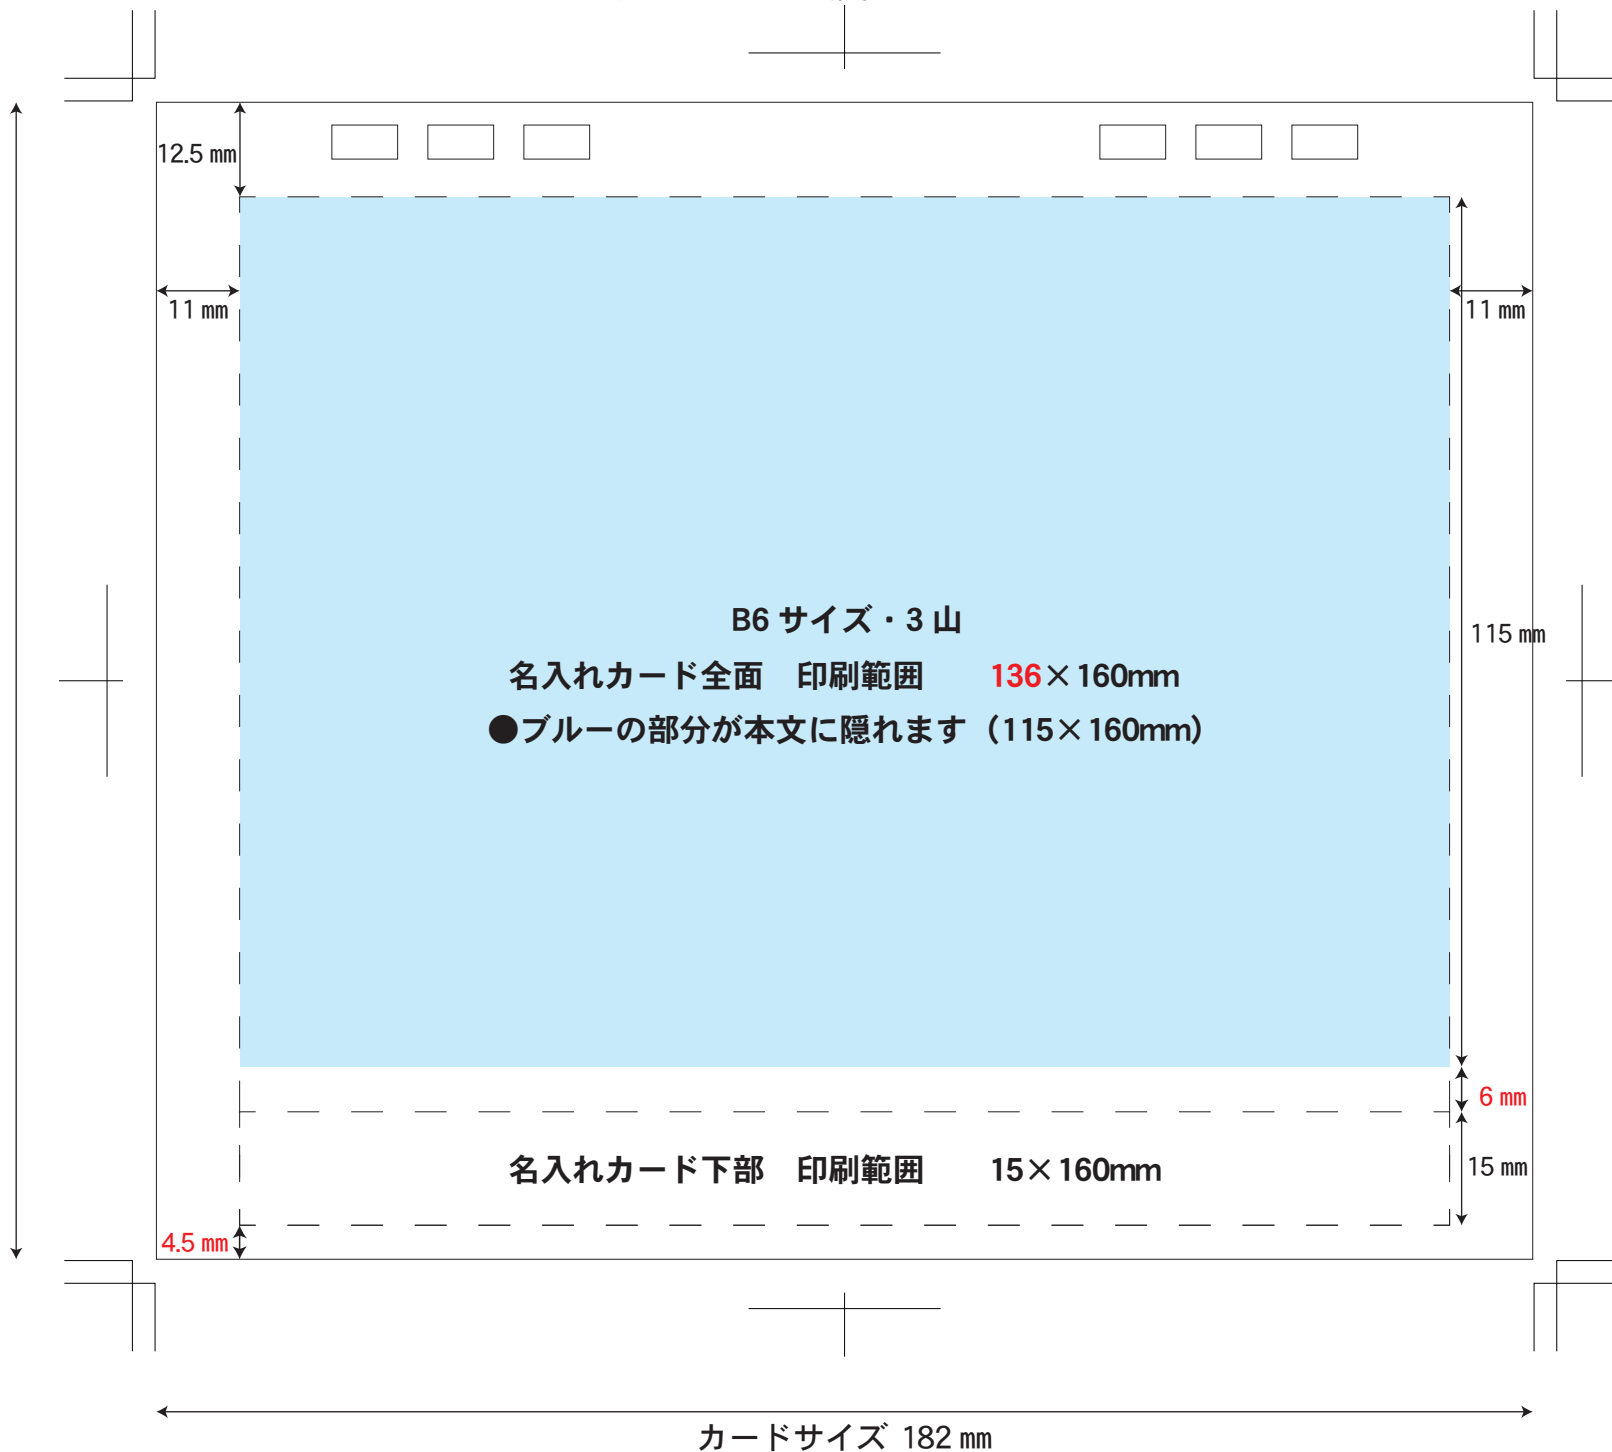 12.5 mm
11 mm
11 mm
B6 サイズ・3 山
115 mm
名入れカード全面　印刷範囲　　136×160mm
●ブルーの部分が本文に隠れます（115×160mm）
6 mm
名入れカード下部　印刷範囲　　15×160mm
15 mm
4.5 mm
カードサイズ 182 mm